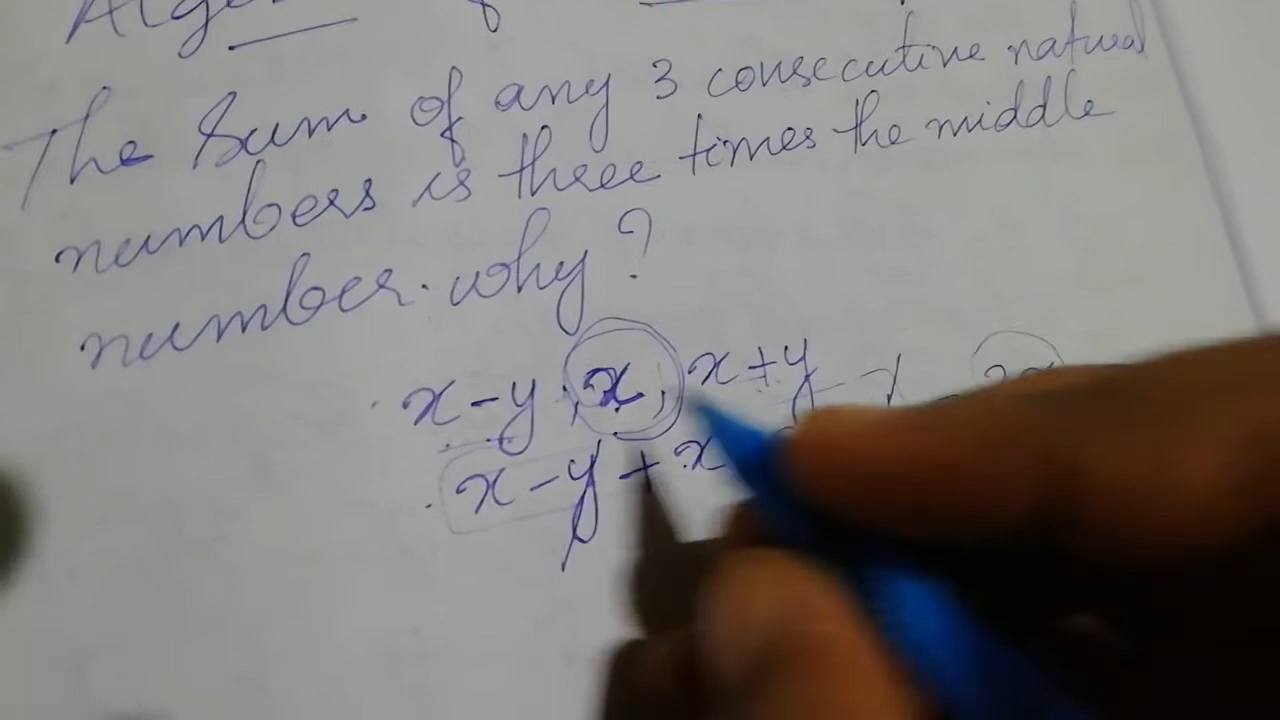 The Sum of any 3 consecutive natural
numbers is three times the middle
number. why?
x-y, x, x+y
x-y+x